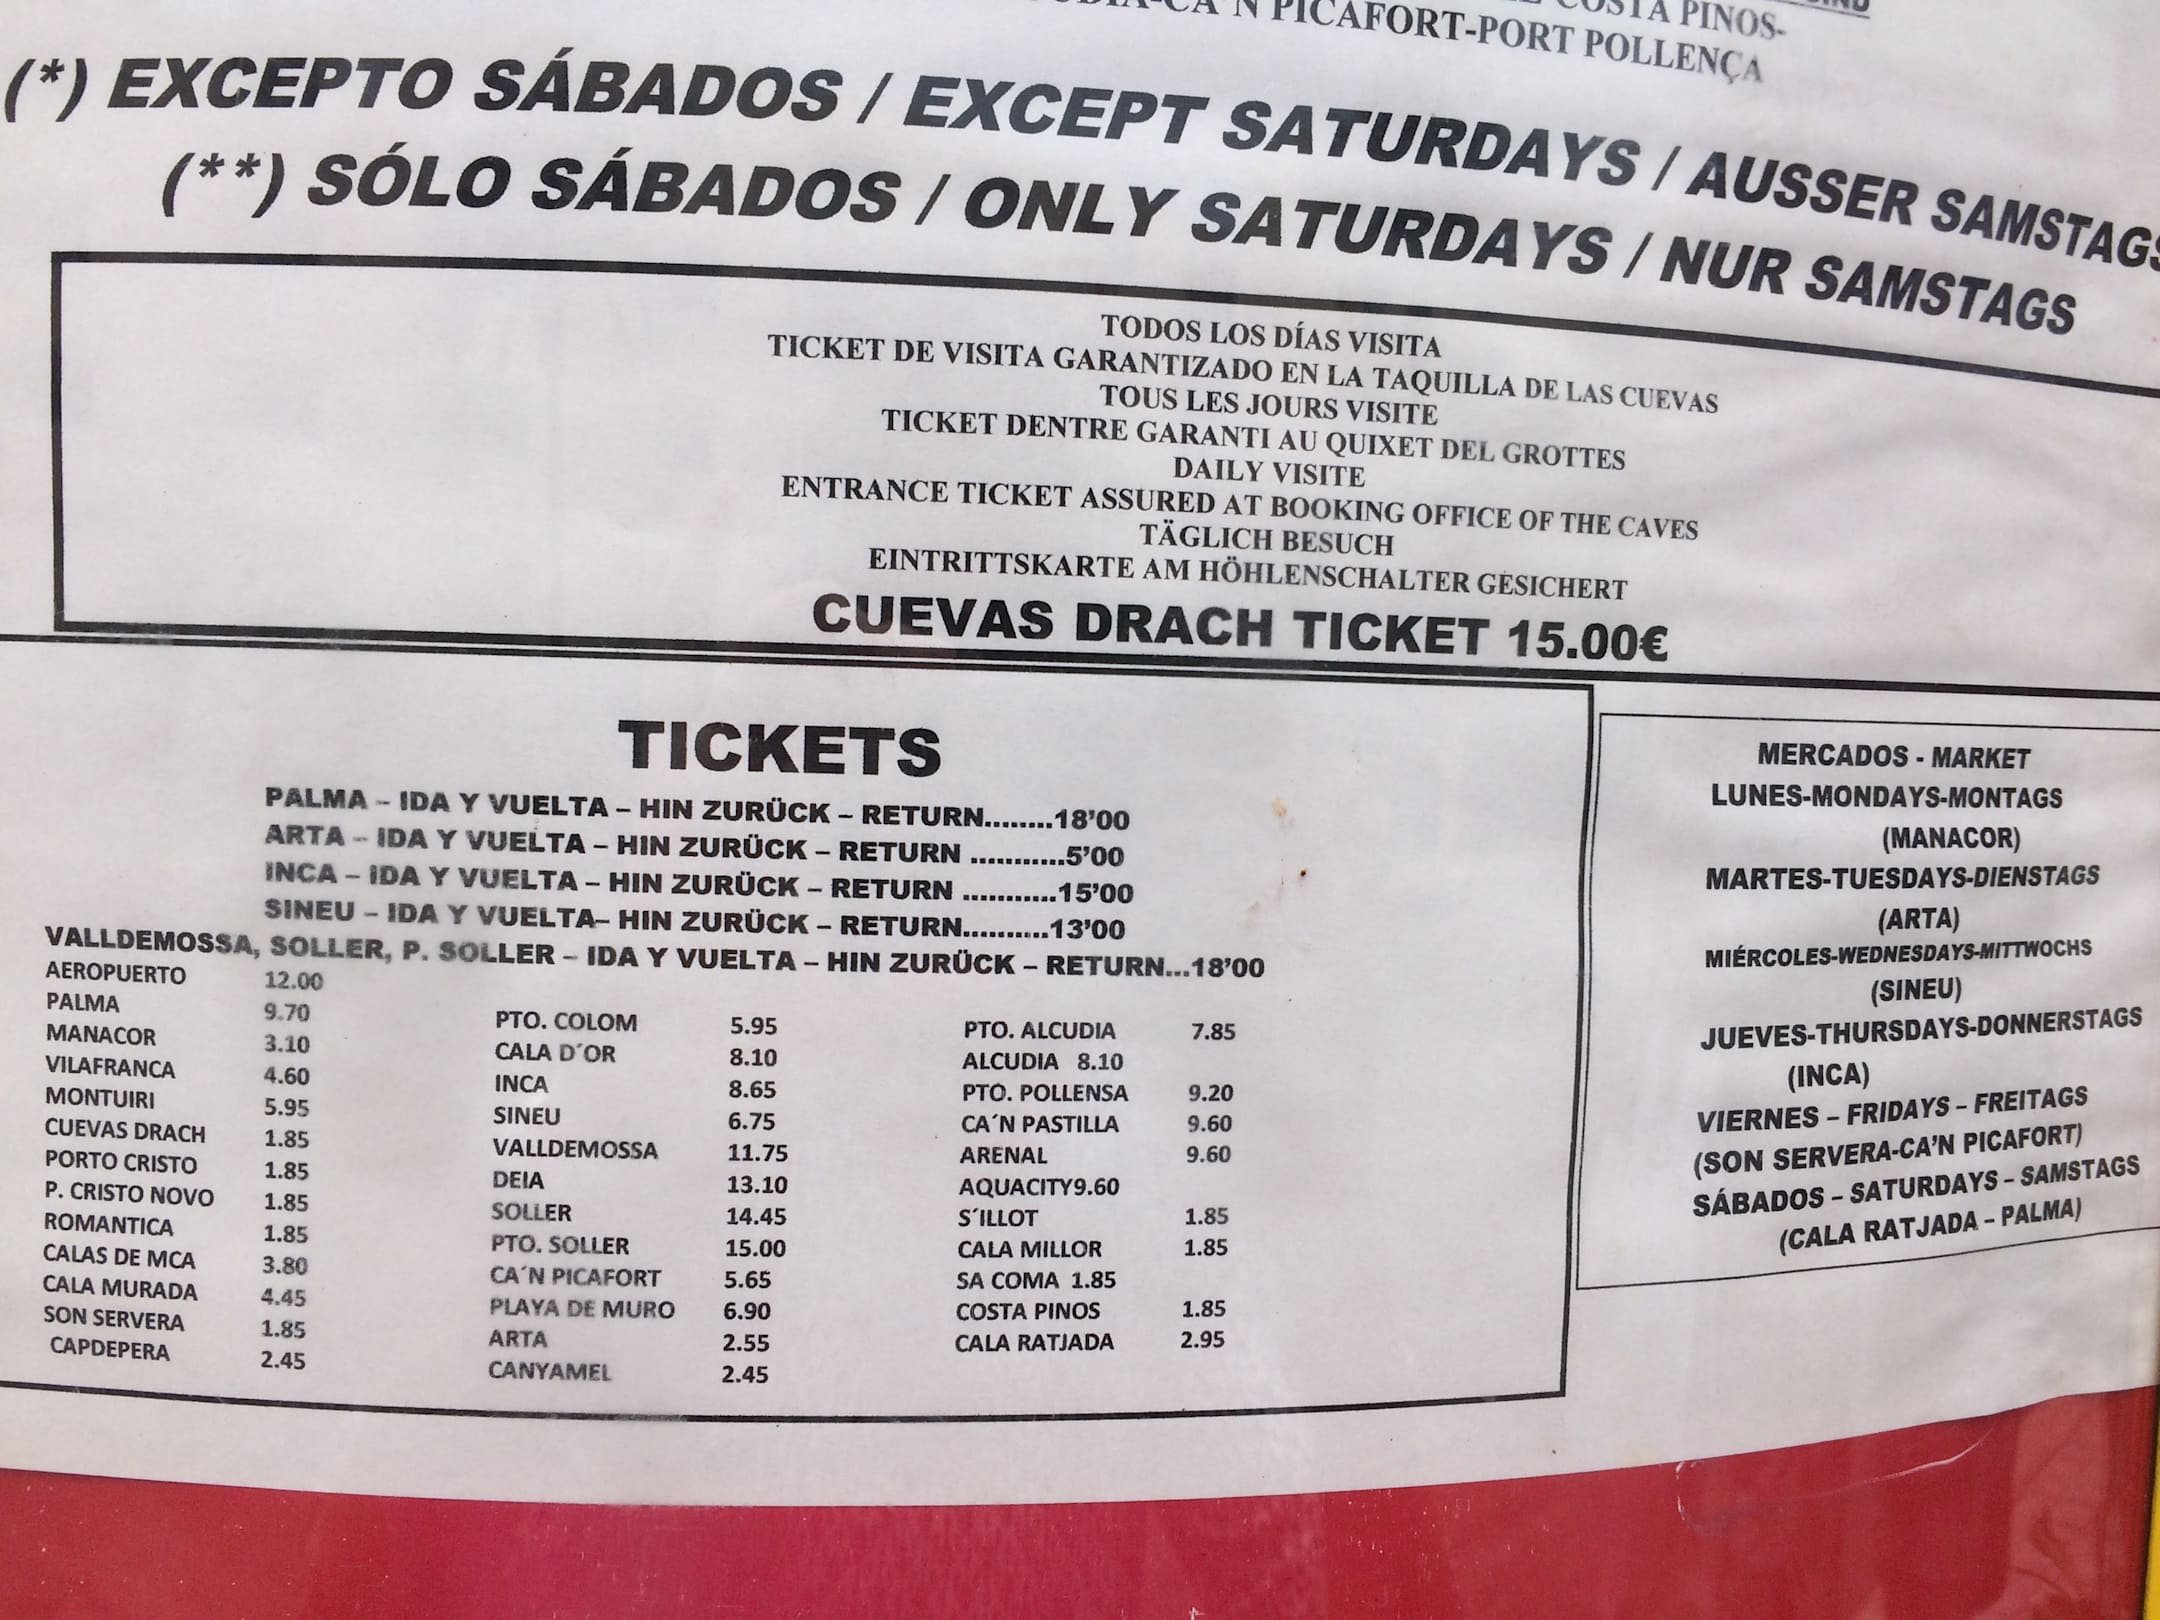 COSTA PINOS-
CA´N PICAFORT-PORT POLLENÇA
(*) EXCEPTO SÁBADOS / EXCEPT SATURDAYS / AUSSER SAMSTAGS
(**) SÓLO SÁBADOS / ONLY SATURDAYS / NUR SAMSTAGS
TODOS LOS DÍAS VISITA
TICKET DE VISITA GARANTIZADO EN LA TAQUILLA DE LAS CUEVAS
TOUS LES JOURS VISITE
TICKET DENTRE GARANTI AU QUIXET DEL GROTTES
DAILY VISITE
ENTRANCE TICKET ASSURED AT BOOKING OFFICE OF THE CAVES
TÄGLICH BESUCH
EINTRITTSKARTE AM HÖHLENSCHALTER GESICHERT
CUEVAS DRACH TICKET 15.00€
TICKETS
PALMA – IDA Y VUELTA – HIN ZURÜCK – RETURN........18’00
ARTA – IDA Y VUELTA – HIN ZURÜCK – RETURN ...........5’00
INCA – IDA Y VUELTA – HIN ZURÜCK – RETURN ...........15’00
SINEU – IDA Y VUELTA– HIN ZURÜCK – RETURN..........13’00
VALLDEMOSSA, SOLLER, P. SOLLER – IDA Y VUELTA – HIN ZURÜCK – RETURN...18’00
AEROPUERTO 12.00
PALMA 9.70
MANACOR 3.10
VILAFRANCA 4.60
MONTUIRI 5.95
CUEVAS DRACH 1.85
PORTO CRISTO 1.85
P. CRISTO NOVO 1.85
ROMANTICA 1.85
CALAS DE MCA 3.80
CALA MURADA 4.45
SON SERVERA 1.85
CAPDEPERA 2.45
PTO. COLOM 5.95
CALA D´OR 8.10
INCA 8.65
SINEU 6.75
VALLDEMOSSA 11.75
DEIA 13.10
SOLLER 14.45
PTO. SOLLER 15.00
CA´N PICAFORT 5.65
PLAYA DE MURO 6.90
ARTA 2.55
CANYAMEL 2.45
PTO. ALCUDIA 7.85
ALCUDIA 8.10
PTO. POLLENSA 9.20
CA´N PASTILLA 9.60
ARENAL 9.60
AQUACITY9.60
S´ILLOT 1.85
CALA MILLOR 1.85
SA COMA 1.85
COSTA PINOS 1.85
CALA RATJADA 2.95
MERCADOS - MARKET
LUNES-MONDAYS-MONTAGS
(MANACOR)
MARTES-TUESDAYS-DIENSTAGS
(ARTA)
MIÉRCOLES-WEDNESDAYS-MITTWOCHS
(SINEU)
JUEVES-THURSDAYS-DONNERSTAGS
(INCA)
VIERNES – FRIDAYS – FREITAGS
(SON SERVERA-CA’N PICAFORT)
SÁBADOS – SATURDAYS – SAMSTAGS
(CALA RATJADA – PALMA)